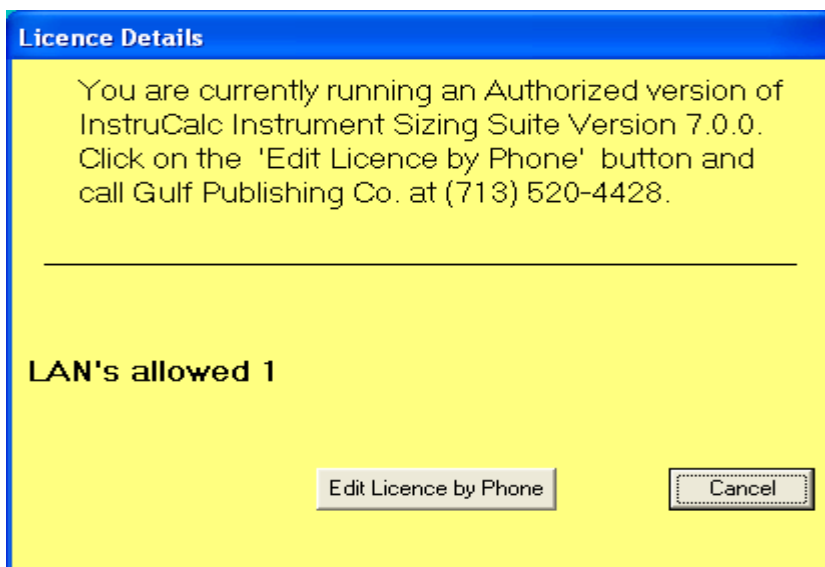 Licence Details
You are currently running an Authorized version of
InstruCalc Instrument Sizing Suite Version 7.0.0.
Click on the 'Edit Licence by Phone' button and
call Gulf Publishing Co. at (713) 520-4428.
LAN's allowed 1
Edit Licence by Phone
Cancel